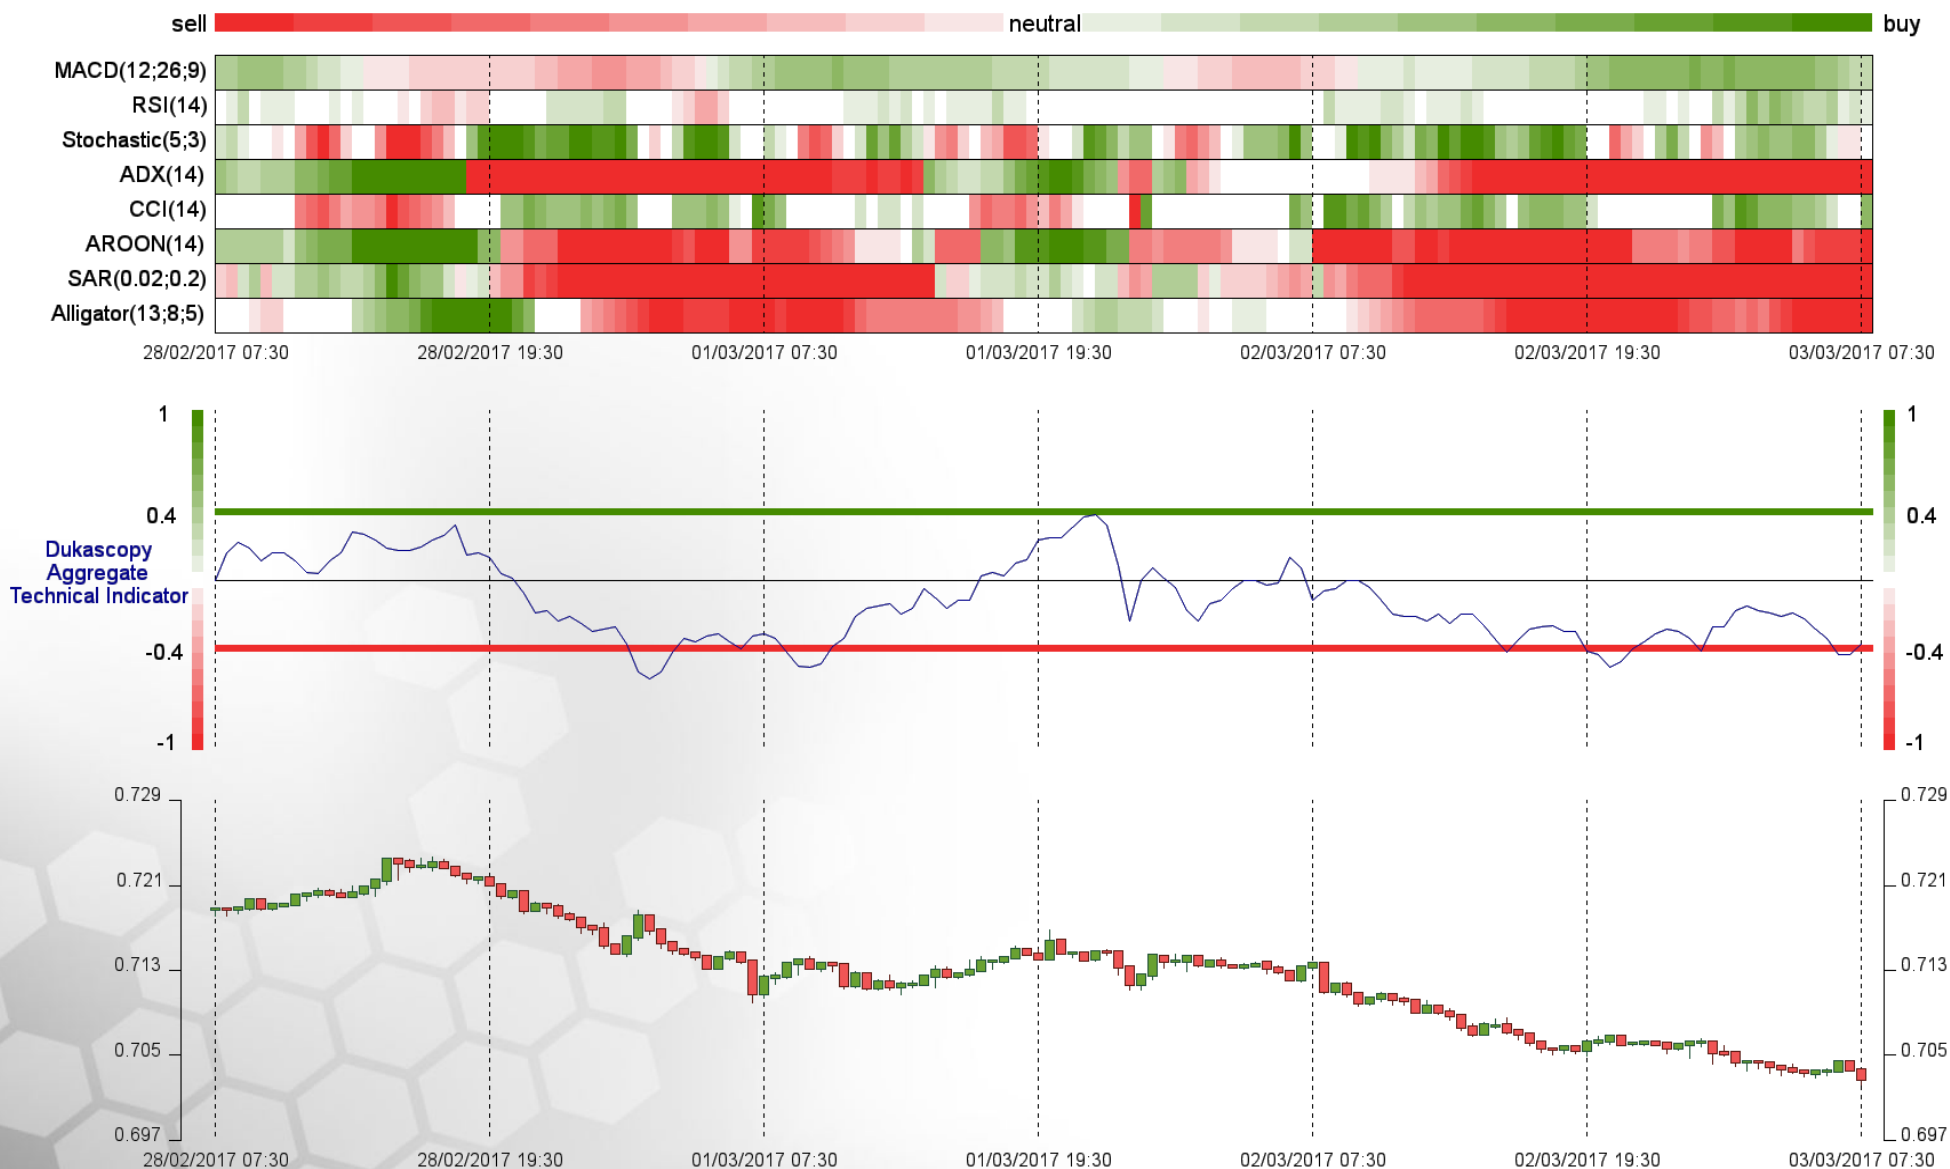 sell neutral buy
MACD(12;26;9)
RSI(14)
Stochastic(5;3)
ADX(14)
CCI(14)
AROON(14)
SAR(0.02;0.2)
Alligator(13;8;5)
28/02/2017 07:30 28/02/2017 19:30 01/03/2017 07:30 01/03/2017 19:30 02/03/2017 07:30 02/03/2017 19:30 03/03/2017 07:30
1 1
0.4 0.4
Dukascopy
Aggregate
Technical Indicator
-0.4 -0.4
-1 -1
0.729 0.729
0.721 0.721
0.713 0.713
0.705 0.705
0.697 0.697
28/02/2017 07:30 28/02/2017 19:30 01/03/2017 07:30 01/03/2017 19:30 02/03/2017 07:30 02/03/2017 19:30 03/03/2017 07:30